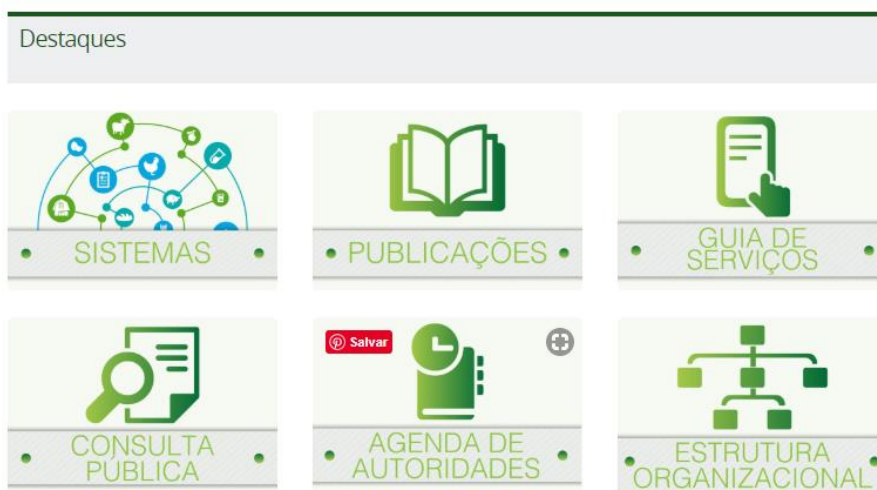 Destaques
SISTEMAS
PUBLICAÇÕES
GUIA DE
SERVIÇOS
CONSULTA
PÚBLICA
Salvar
AGENDA DE
AUTORIDADES
ESTRUTURA
ORGANIZACIONAL